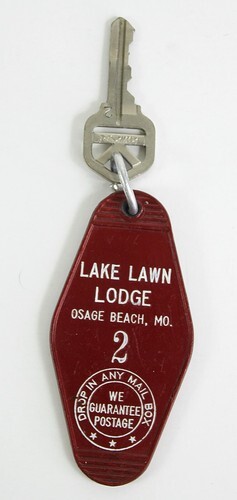 LAKE LAWN
LODGE
OSAGE BEACH, MO.
2
DROP IN ANY MAIL BOX
WE
GUARANTEE
POSTAGE